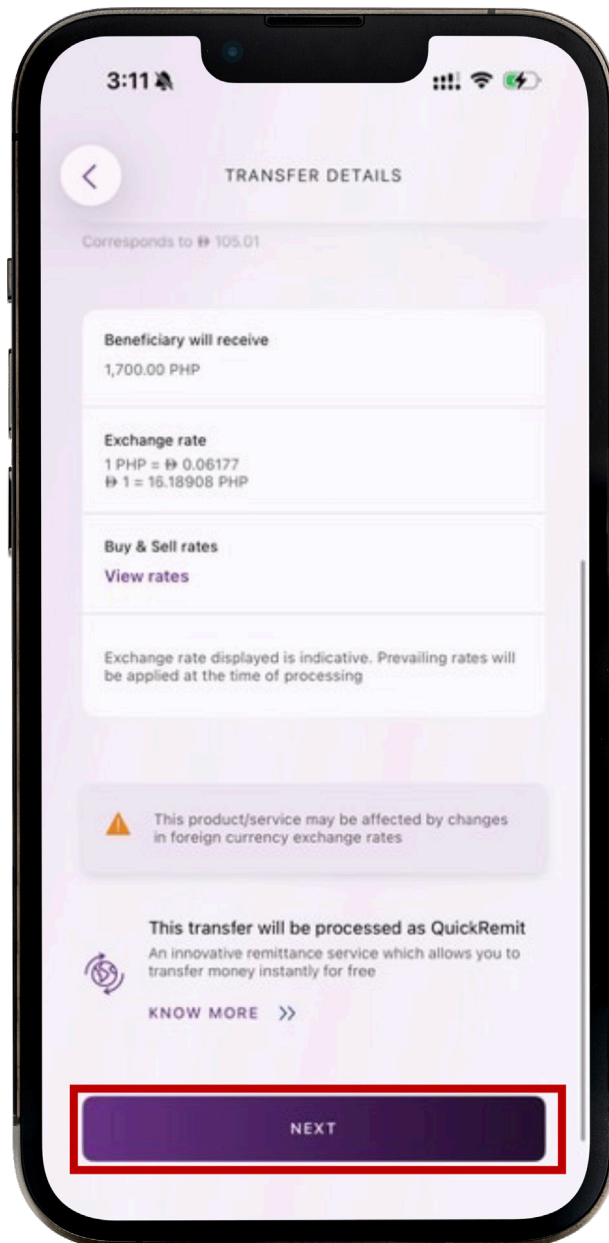 3:11
TRANSFER DETAILS
Corresponds to  105.01
Beneficiary will receive
1,700.00 PHP
Exchange rate
1 PHP =  0.06177
 1 = 16.18908 PHP
Buy & Sell rates
View rates
Exchange rate displayed is indicative. Prevailing rates will
be applied at the time of processing
This product/service may be affected by changes
in foreign currency exchange rates
This transfer will be processed as QuickRemit
An innovative remittance service which allows you to
transfer money instantly for free
KNOW MORE
NEXT